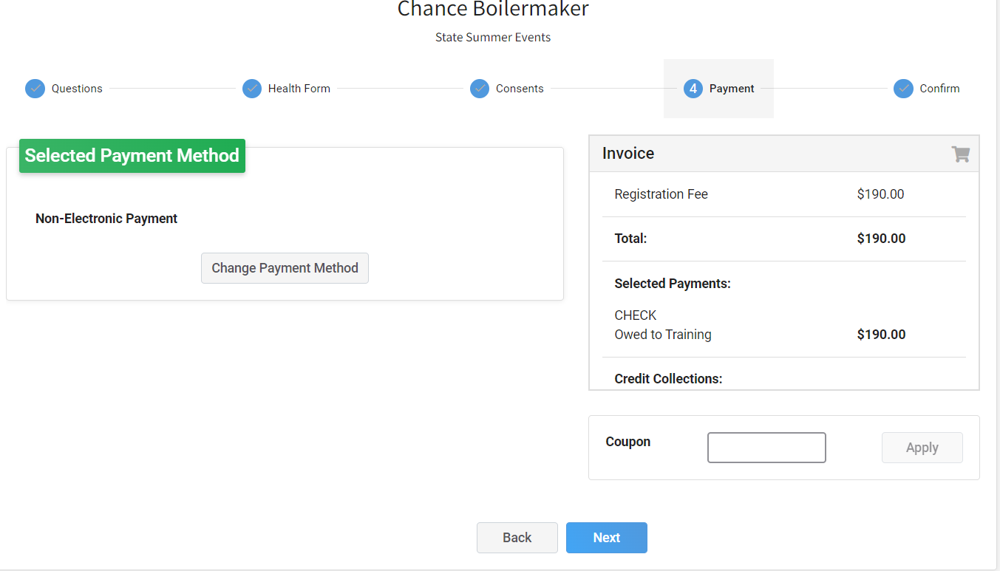 Chance Boilermaker
State Summer Events
Questions
Health Form
Consents
4 Payment
Confirm
Selected Payment Method
Non-Electronic Payment
Change Payment Method
Invoice
Registration Fee $190.00
Total: $190.00
Selected Payments:
CHECK
Owed to Training $190.00
Credit Collections:
Coupon
Apply
Back
Next